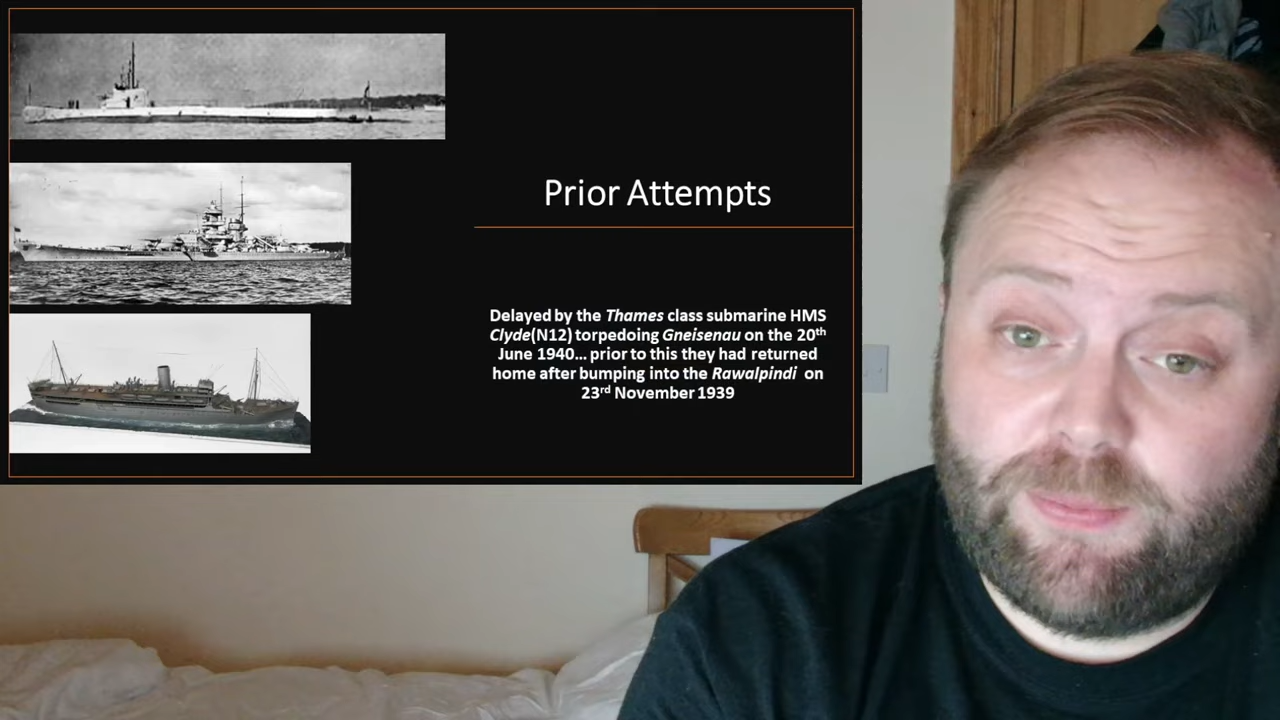 Prior Attempts
Delayed by the Thames class submarine HMS
Clyde(N12) torpedoing Gneisenau on the 20th
June 1940... prior to this they had returned
home after bumping into the Rawalpindi on
23rd November 1939